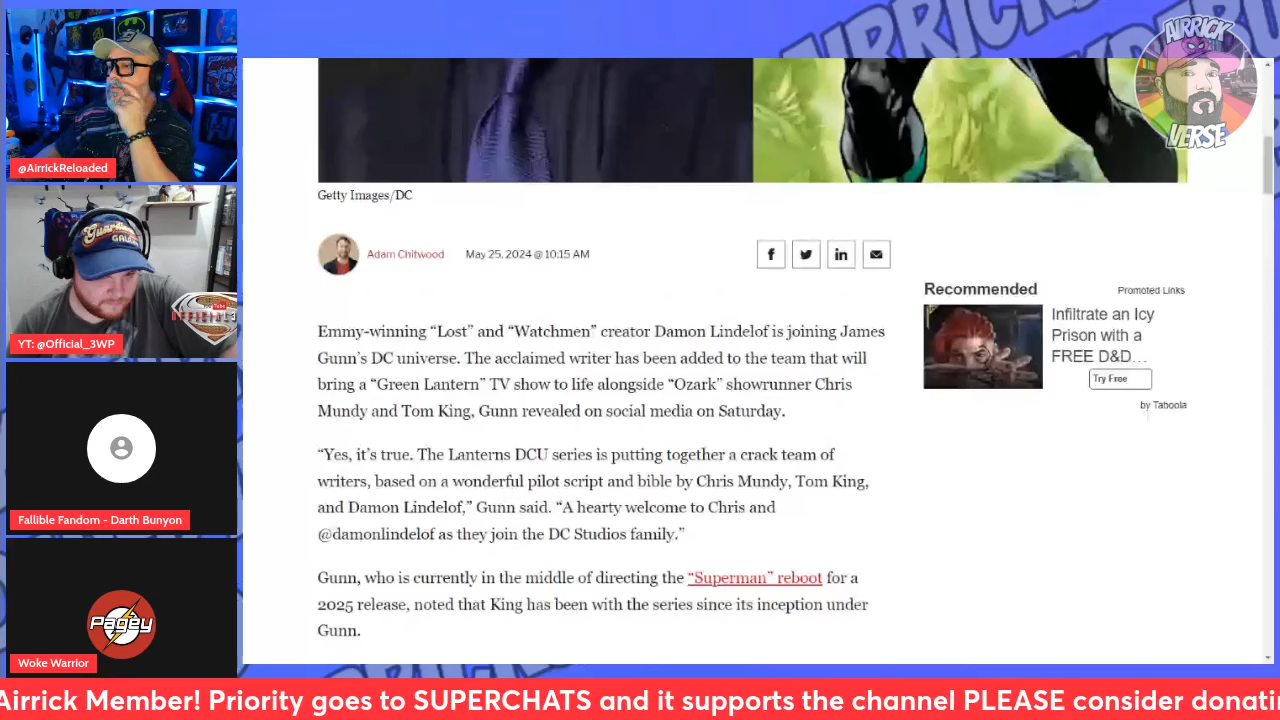 @AirrickReloaded
AIRRICK
VERSE
Getty Images/DC
Adam Chitwood
May 25, 2024 @ 10:15 AM
Guardians
GALAXY
YT: @Official_3WP
Recommended
Promoted Links
Infiltrate an Icy
Prison with a
FREE D&D…
Try Free
by Taboola
Emmy-winning “Lost” and “Watchmen” creator Damon Lindelof is joining James
Gunn’s DC universe. The acclaimed writer has been added to the team that will
bring a “Green Lantern” TV show to life alongside “Ozark” showrunner Chris
Mundy and Tom King, Gunn revealed on social media on Saturday.
“Yes, it’s true. The Lanterns DCU series is putting together a crack team of
writers, based on a wonderful pilot script and bible by Chris Mundy, Tom King,
and Damon Lindelof,” Gunn said. “A hearty welcome to Chris and
@damonlindelof as they join the DC Studios family.”
Gunn, who is currently in the middle of directing the “Superman” reboot for a
2025 release, noted that King has been with the series since its inception under
Gunn.
Fallible Fandom - Darth Bunyon
Pagey
Woke Warrior
Airrick Member! Priority goes to SUPERCHATS and it supports the channel PLEASE consider donati